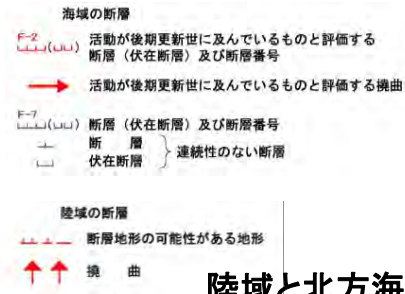 海域の断層
F-2
活動が後期更新世に及んでいるものと評価する
断層（伏在断層）及び断層番号
活動が後期更新世に及んでいるものと評価する撓曲
F-7
断層（伏在断層）及び断層番号
断　層
伏在断層
連続性のない断層
陸域の断層
断層地形の可能性がある地形
撓　曲
陸域と北方海